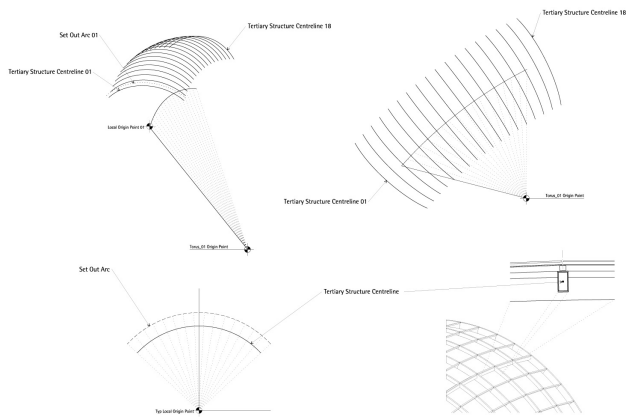 Tertiary Structure Centreline 18
Set Out Arc 01
Tertiary Structure Centreline 01
Local Origin Point 01
Torus_01 Origin Point
Tertiary Structure Centreline 18
Tertiary Structure Centreline 01
Torus_01 Origin Point
Set Out Arc
Tertiary Structure Centreline
Typ Local Origin Point